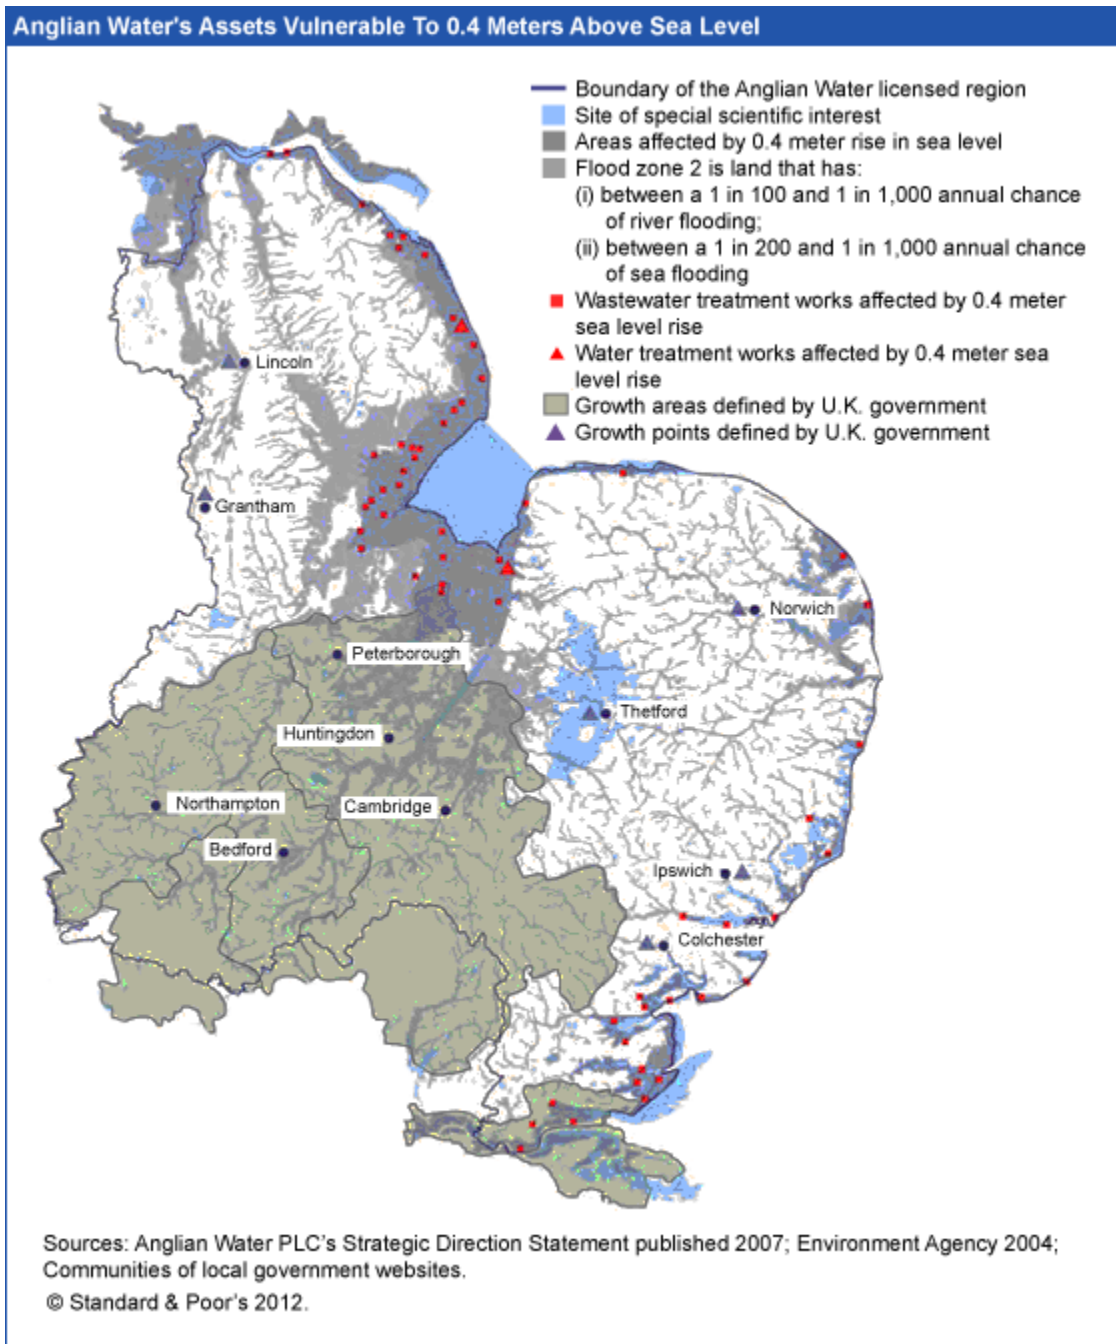 Anglian Water's Assets Vulnerable To 0.4 Meters Above Sea Level
Boundary of the Anglian Water licensed region
Site of special scientific interest
Areas affected by 0.4 meter rise in sea level
Flood zone 2 is land that has:
(i) between a 1 in 100 and 1 in 1,000 annual chance
of river flooding;
(ii) between a 1 in 200 and 1 in 1,000 annual chance
of sea flooding
Wastewater treatment works affected by 0.4 meter
sea level rise
Water treatment works affected by 0.4 meter sea
level rise
Growth areas defined by U.K. government
Growth points defined by U.K. government
Lincoln
Grantham
Norwich
Peterborough
Thetford
Huntingdon
Northampton
Cambridge
Bedford
Ipswich
Colchester
Sources: Anglian Water PLC's Strategic Direction Statement published 2007; Environment Agency 2004;
Communities of local government websites.
© Standard & Poor's 2012.